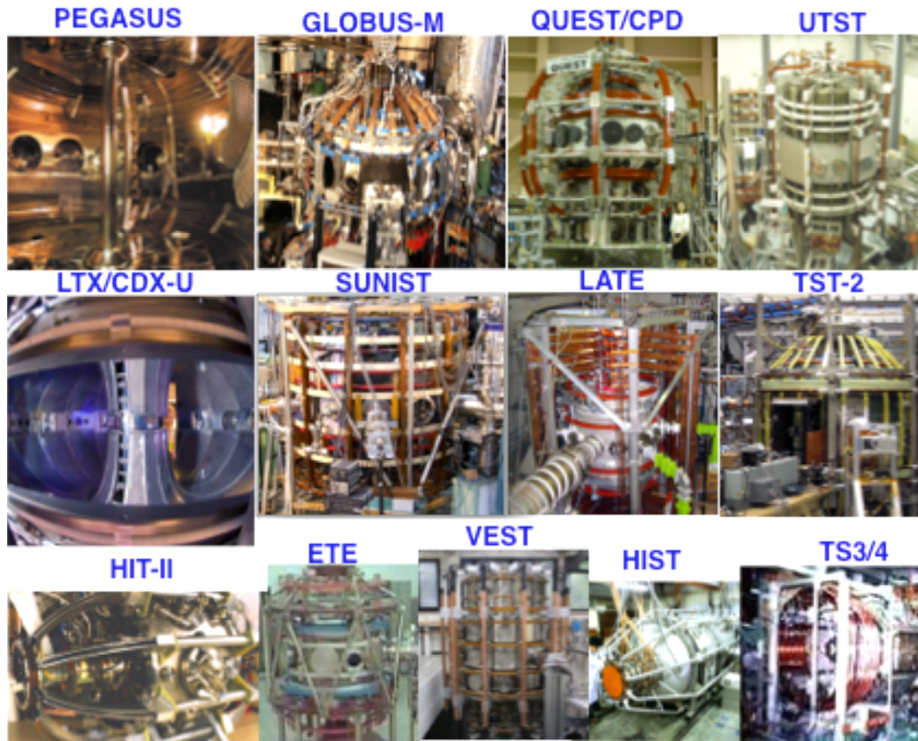 PEGASUS
GLOBUS-M
QUEST/CPD
UTST
QUEST
LTX/CDX-U
SUNIST
LATE
TST-2
HIT-II
ETE
VEST
HIST
TS3/4